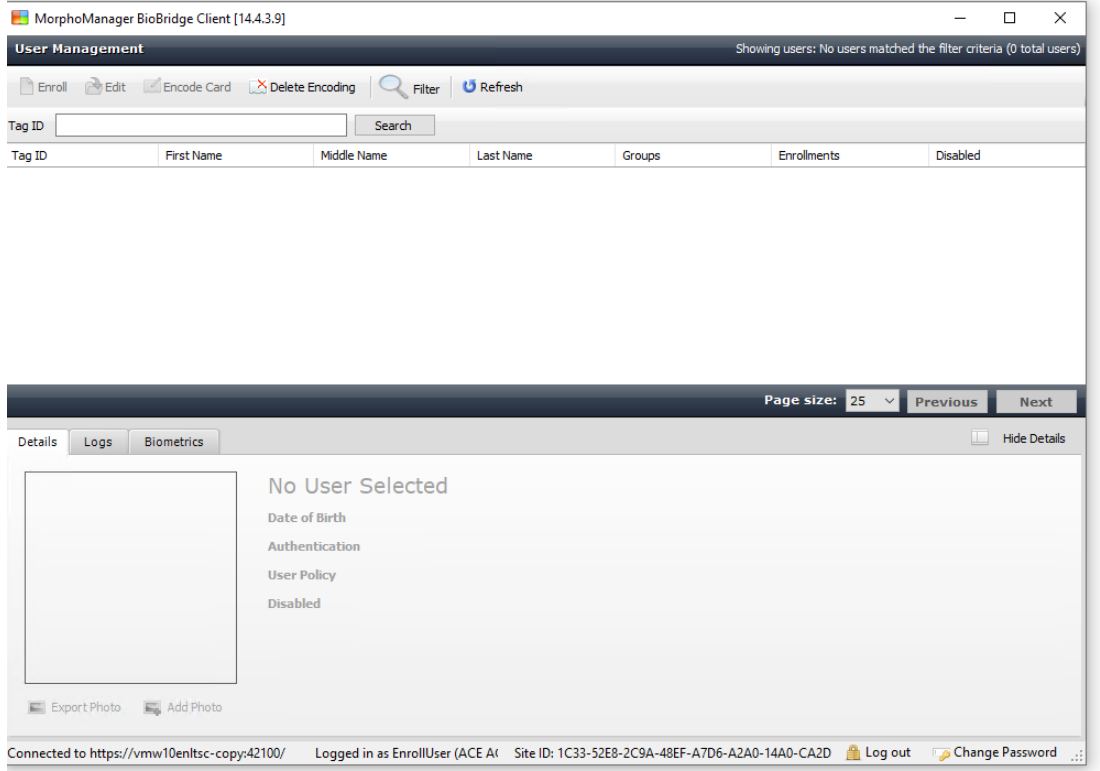 MorphoManager BioBridge Client [14.4.3.9]
User Management
Showing users: No users matched the filter criteria (0 total users)
Enroll Edit Encode Card Delete Encoding Filter Refresh
Tag ID Search
Tag ID First Name Middle Name Last Name Groups Enrollments Disabled
Page size: 25 Previous Next
Details Logs Biometrics Hide Details
No User Selected
Date of Birth
Authentication
User Policy
Disabled
Export Photo Add Photo
Connected to https://vmw10enltsc-copy:42100/ Logged in as EnrollUser (ACE Site ID: 1C33-52E8-2C9A-48EF-A7D6-A2A0-14A0-CA2D Log out Change Password